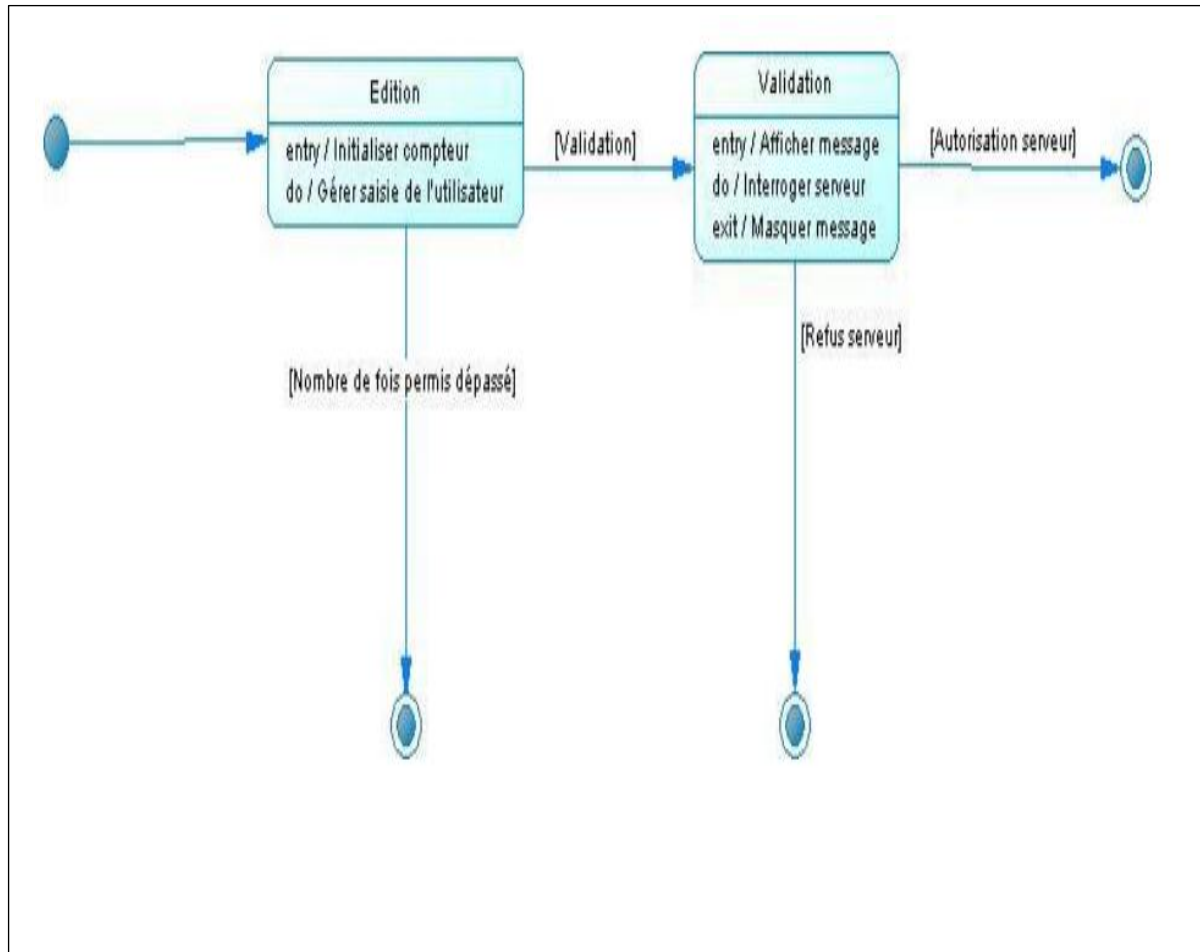 Edition
entry / Initialiser compteur
do / Gérer saisie de l'utilisateur
[Validation]
Validation
entry / Afficher message
do / Interroger serveur
exit / Masquer message
[Autorisation serveur]
[Nombre de fois permis dépassé]
[Refus serveur]